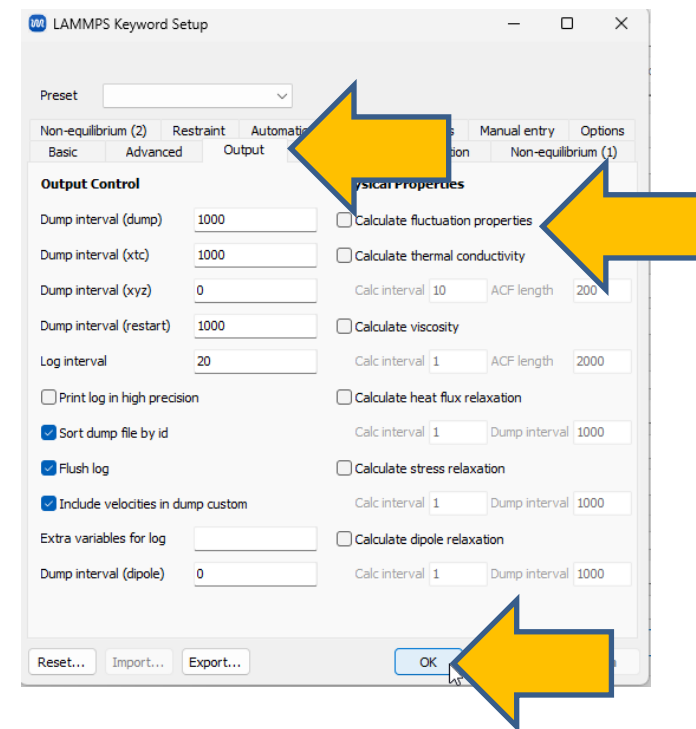 LAMMPS Keyword Setup
Preset
Non-equilibrium (2) Restraint Automatic Manual entry Options
Basic Advanced Output Non-equilibrium (1)
Output Control Physical Properties
Dump interval (dump) 1000 Calculate fluctuation properties
Dump interval (xtc) 1000 Calculate thermal conductivity
Dump interval (xyz) 0 Calc interval 10 ACF length 200
Dump interval (restart) 1000 Calculate viscosity
Log interval 20 Calc interval 1 ACF length 2000
Print log in high precision Calculate heat flux relaxation
Sort dump file by id Calc interval 1 Dump interval 1000
Flush log Calculate stress relaxation
Include velocities in dump custom Calc interval 1 Dump interval 1000
Extra variables for log Calculate dipole relaxation
Dump interval (dipole) 0 Calc interval 1 Dump interval 1000
Reset... Import... Export... OK